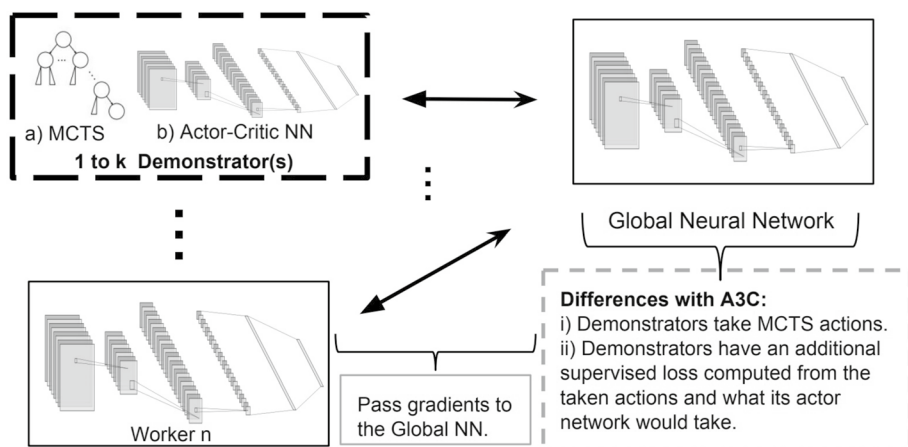 a) MCTS
b) Actor-Critic NN
1 to k Demonstrator(s)
Global Neural Network
Worker n
Pass gradients to
the Global NN.
Differences with A3C:
i) Demonstrators take MCTS actions.
ii) Demonstrators have an additional
supervised loss computed from the
taken actions and what its actor
network would take.